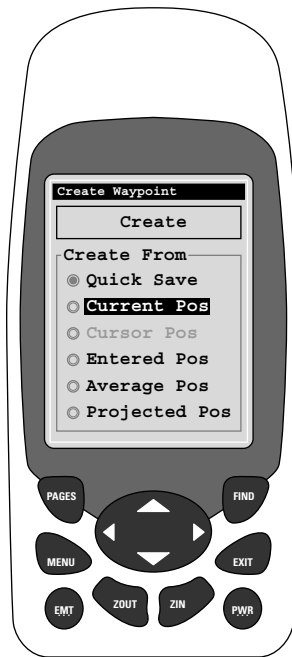 Create Waypoint
Create
Create From
Quick Save
Current Pos
Cursor Pos
Entered Pos
Average Pos
Projected Pos
PAGES
FIND
MENU
EXIT
EMT
ZOUT
ZIN
PWR